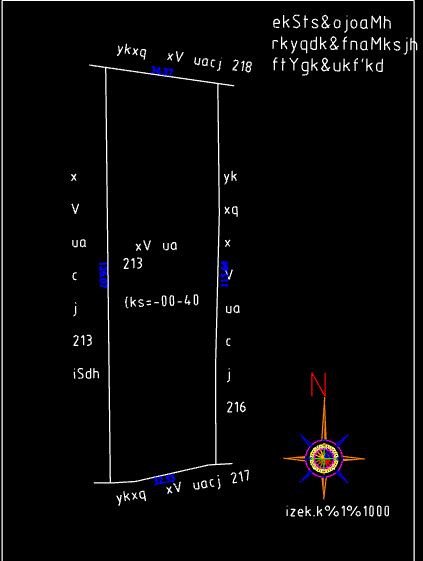 ekSts&ojoaMh
rkyqdk&fnaMksjh
ftYgk&ukf'kd
ykxq xV uacj 218
x
V
ua
c
j
213
iSdh
xV ua
213
{ks=-00-40
yk
xq
x
V
ua
c
j
216
N
ykxq xV uacj 217
izek.k%1%1000